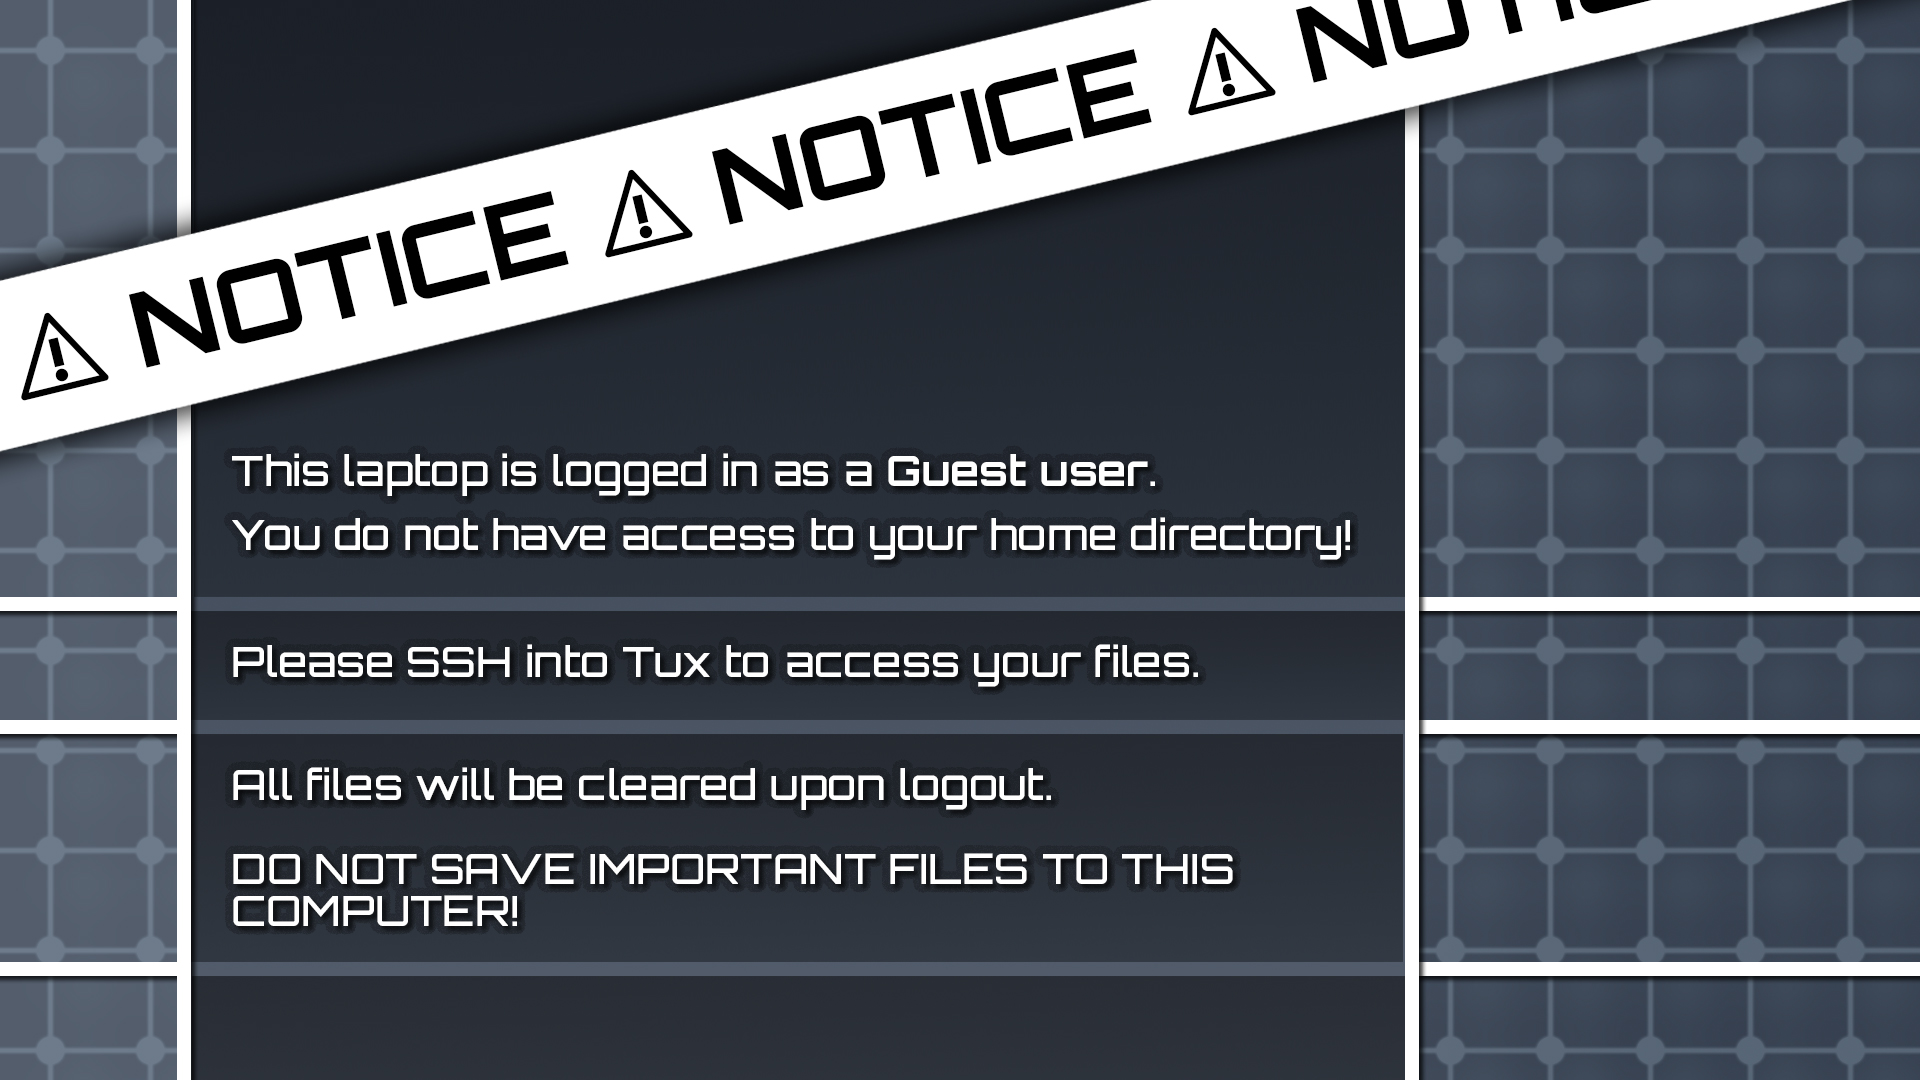 ⚠ NOTICE ⚠ NOTICE ⚠ NOTIC
This laptop is logged in as a Guest user.
You do not have access to your home directory!
Please SSH into Tux to access your files.
All files will be cleared upon logout.
DO NOT SAVE IMPORTANT FILES TO THIS
COMPUTER!